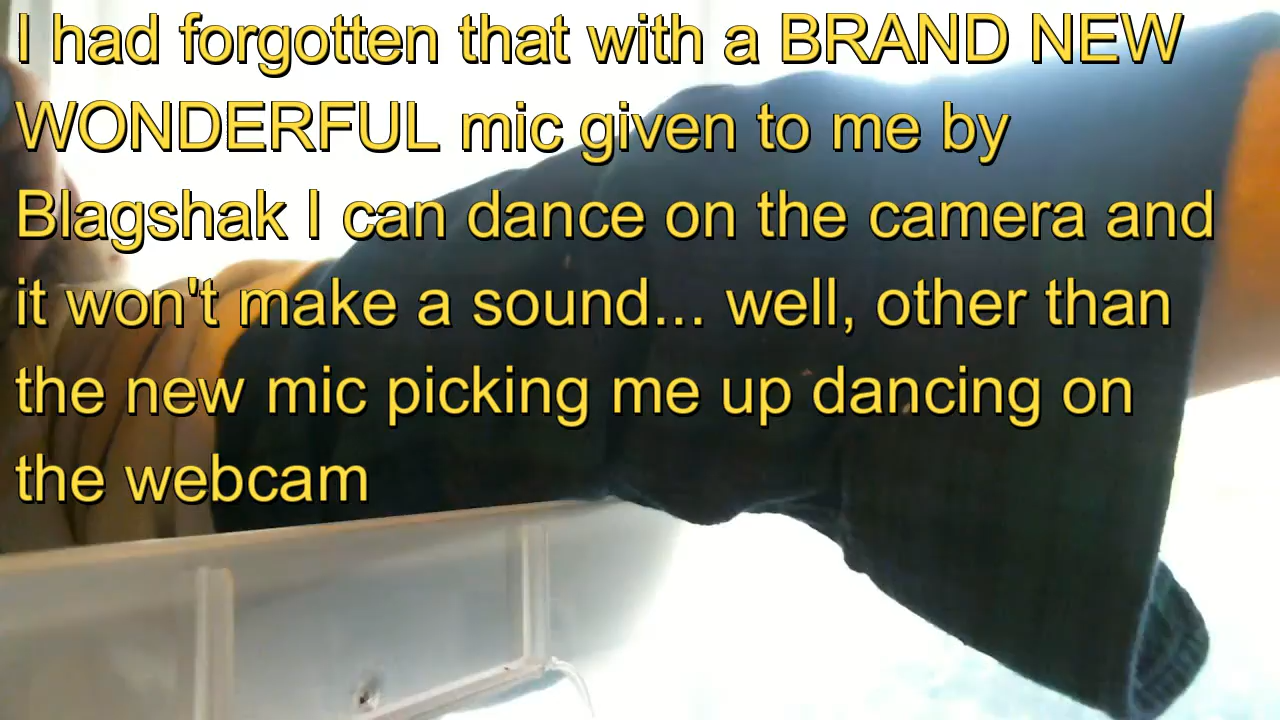 I had forgotten that with a BRAND NEW
WONDERFUL mic given to me by
Blagshak I can dance on the camera and
it won't make a sound... well, other than
the new mic picking me up dancing on
the webcam